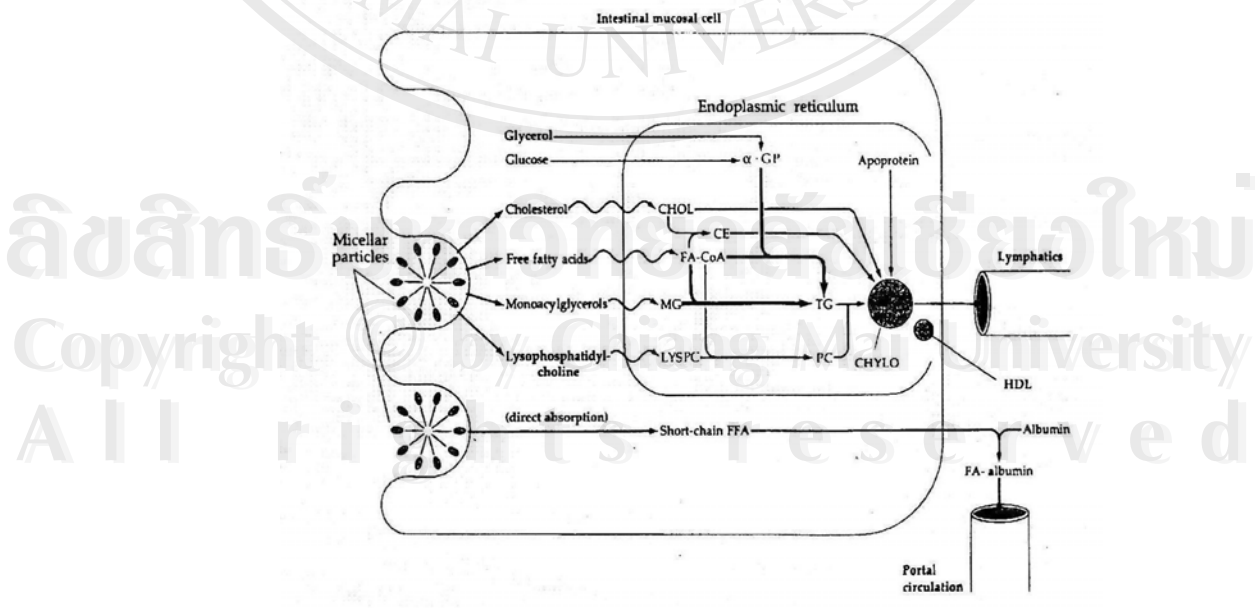 MAI UNIVERS
Intestinal mucosal cell
Endoplasmic reticulum
Glycerol
Glucose
α - GP
Apoprotein
Cholesterol
CHOL
CE
Micellar
particles
Free fatty acids
FA-CoA
Lymphatics
Monoacylglycerols
MG
TG
Lysophosphatidyl-
choline
LYSPC
PC
CHYLO
HDL
(direct absorption)
Short-chain FFA
Albumin
FA- albumin
Portal
circulation
ลิขสิทธิ์มหาวิทยาลัยเชียงใหม่
Copyright © by Chiang Mai University
All rights reserved